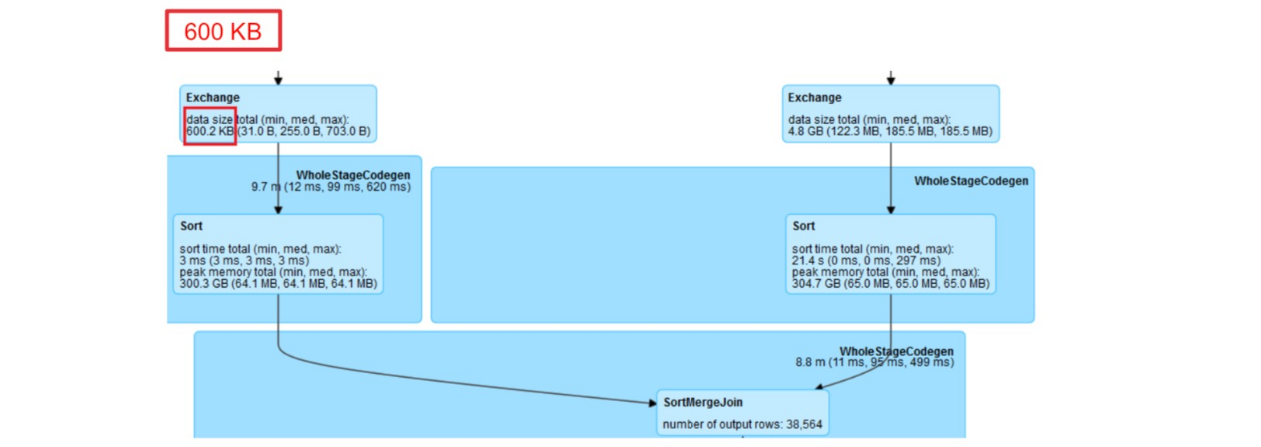 600 KB
Exchange
data size total (min, med, max):
600.2 KB (31.0 B, 255.0 B, 703.0 B)
WholeStageCodegen
9.7 m (12 ms, 99 ms, 620 ms)
Sort
sort time total (min, med, max):
3 ms (3 ms, 3 ms, 3 ms)
peak memory total (min, med, max):
300.3 GB (64.1 MB, 64.1 MB, 64.1 MB)
Exchange
data size total (min, med, max):
4.8 GB (122.3 MB, 185.5 MB, 185.5 MB)
WholeStageCodegen
Sort
sort time total (min, med, max):
21.4 s (0 ms, 0 ms, 297 ms)
peak memory total (min, med, max):
304.7 GB (65.0 MB, 65.0 MB, 65.0 MB)
WholeStageCodegen
8.8 m (11 ms, 95 ms, 499 ms)
SortMergeJoin
number of output rows: 38,564